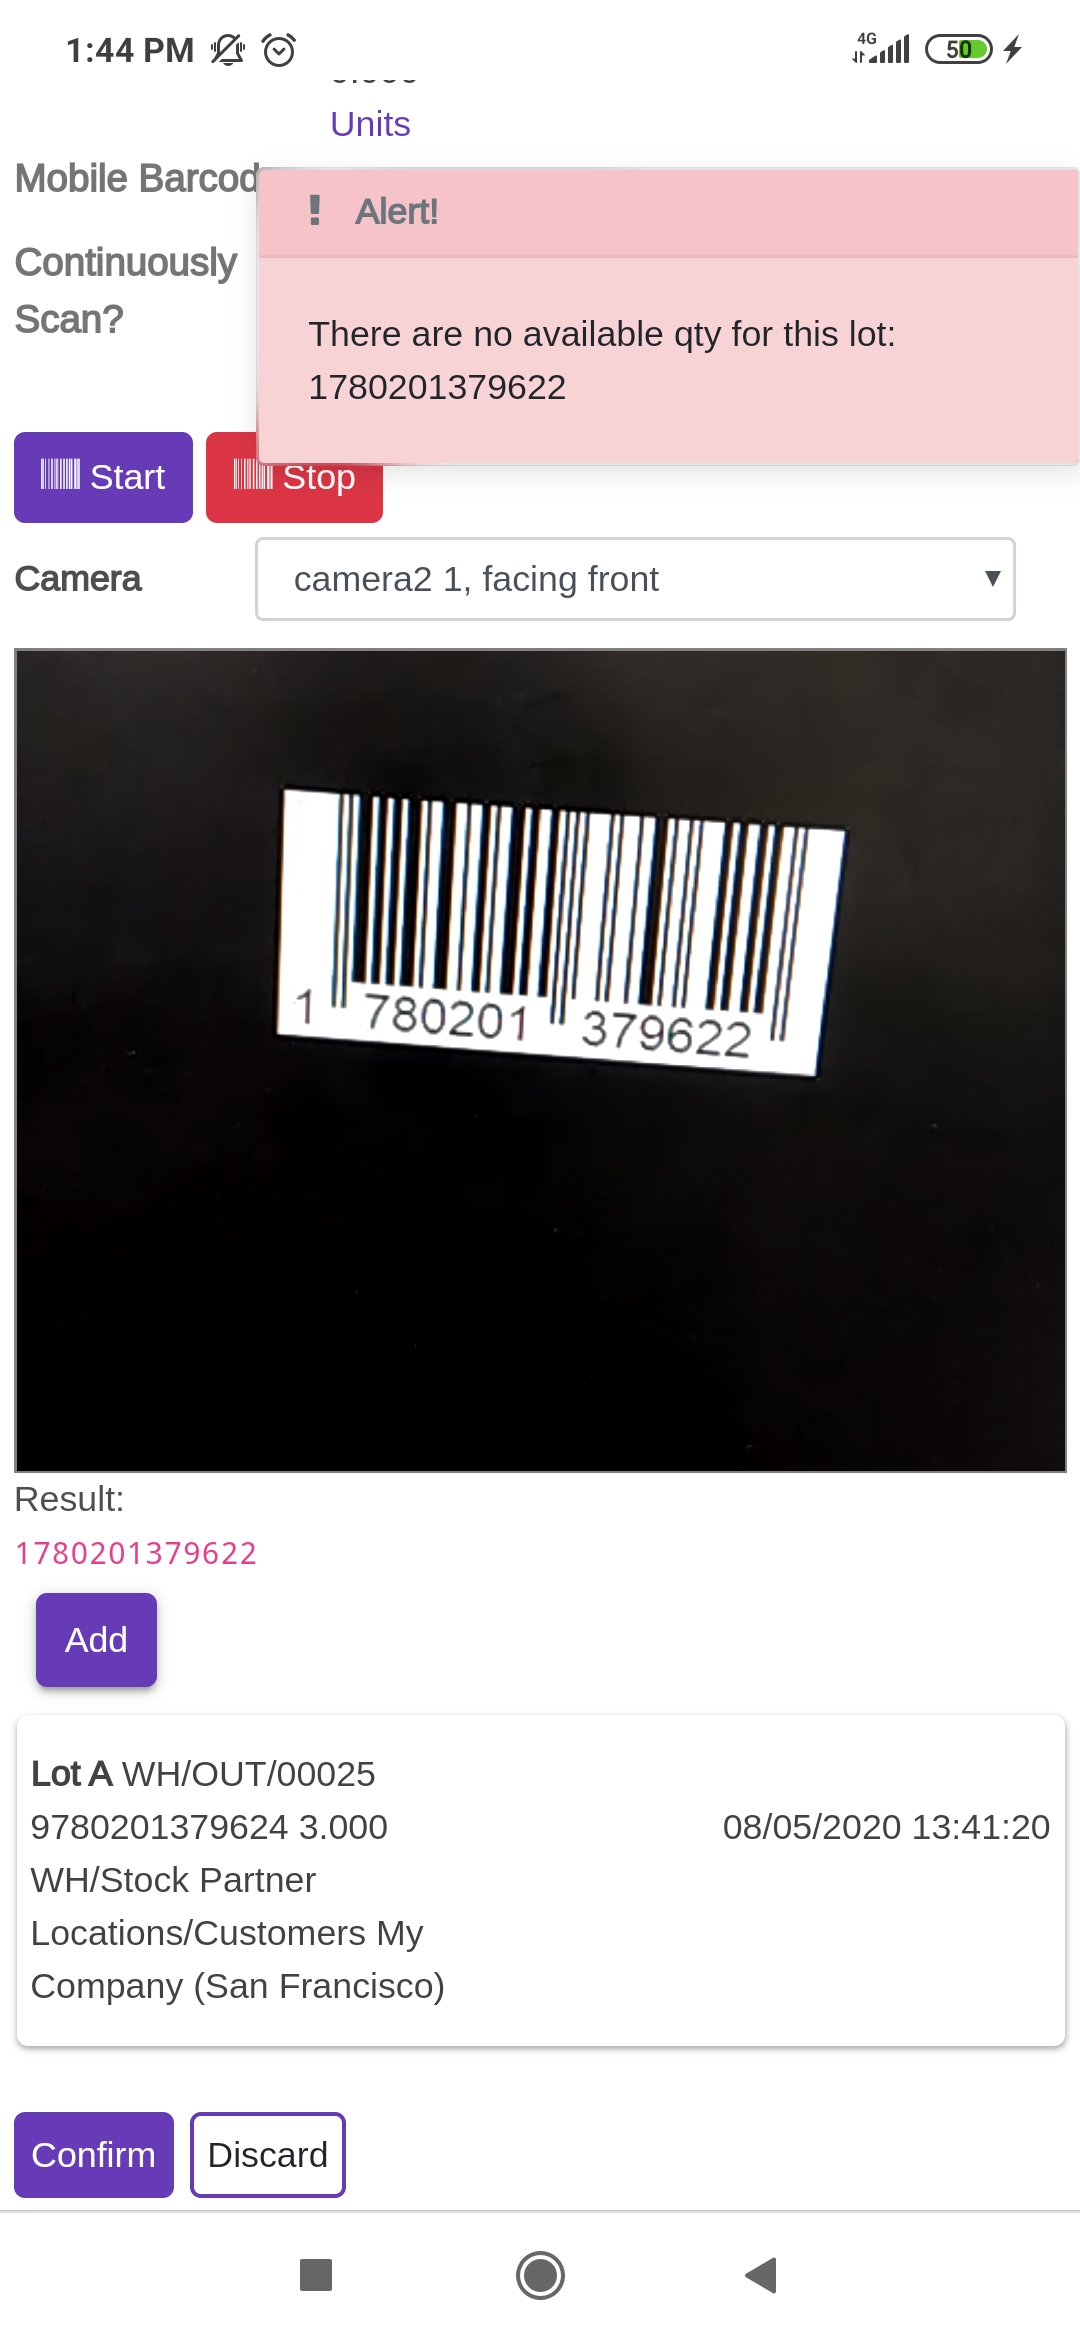 1:44 PM
4G
50
Units
Mobile Barcod
! Alert!
Continuously
Scan?
There are no available qty for this lot:
1780201379622
Start
Stop
Camera
camera2 1, facing front
1 780201 379622
Result:
1780201379622
Add
Lot A WH/OUT/00025
9780201379624 3.000
08/05/2020 13:41:20
WH/Stock Partner
Locations/Customers My
Company (San Francisco)
Confirm
Discard